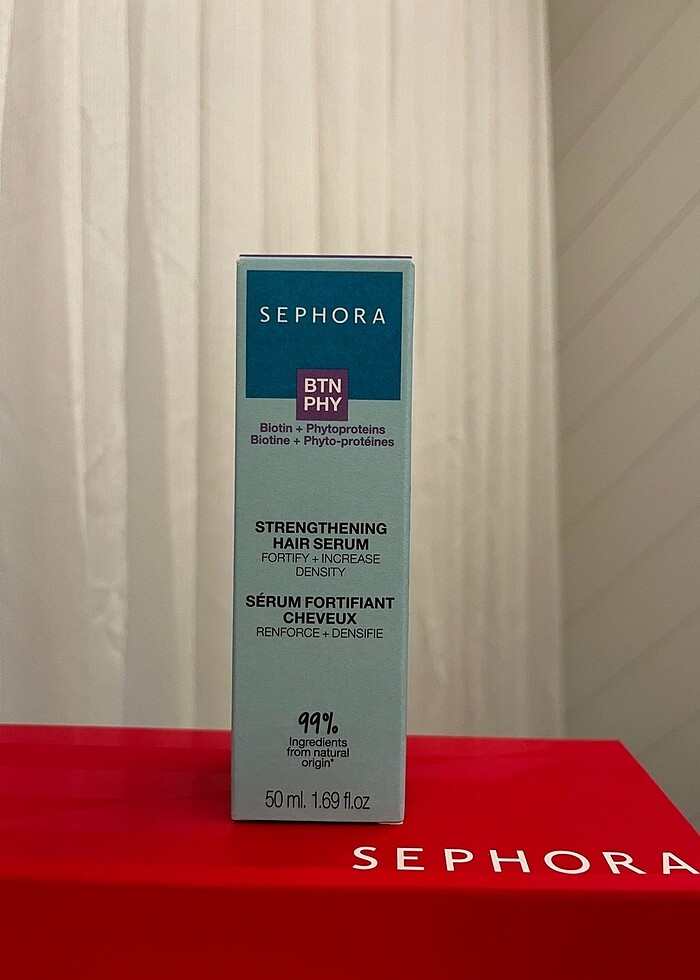 SEPHORA
BTN
PHY
Biotin + Phytoproteins
Biotine + Phyto-protéines
STRENGTHENING
HAIR SERUM
FORTIFY + INCREASE
DENSITY
SÉRUM FORTIFIANT
CHEVEUX
RENFORCE + DENSIFIE
99%
Ingredients
from natural
origin*
50 ml. 1.69 fl.oz
SEPHORA